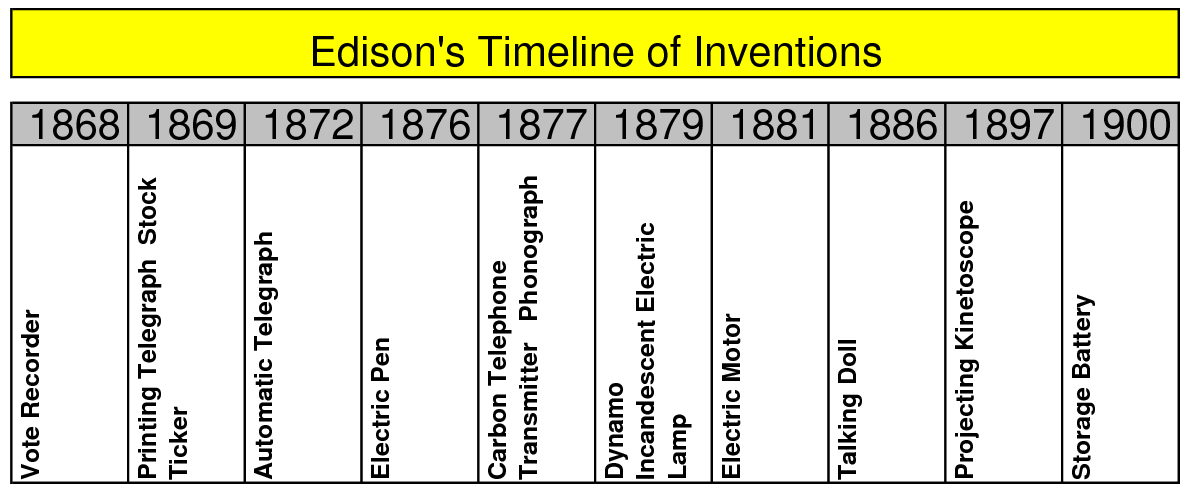 Edison's Timeline of Inventions
1868
1869
1872
1876
1877
1879
1881
1886
1897
1900
Vote Recorder
Printing Telegraph Stock
Ticker
Automatic Telegraph
Electric Pen
Carbon Telephone
Transmitter Phonograph
Dynamo
Incandescent Electric
Lamp
Electric Motor
Talking Doll
Projecting Kinetoscope
Storage Battery